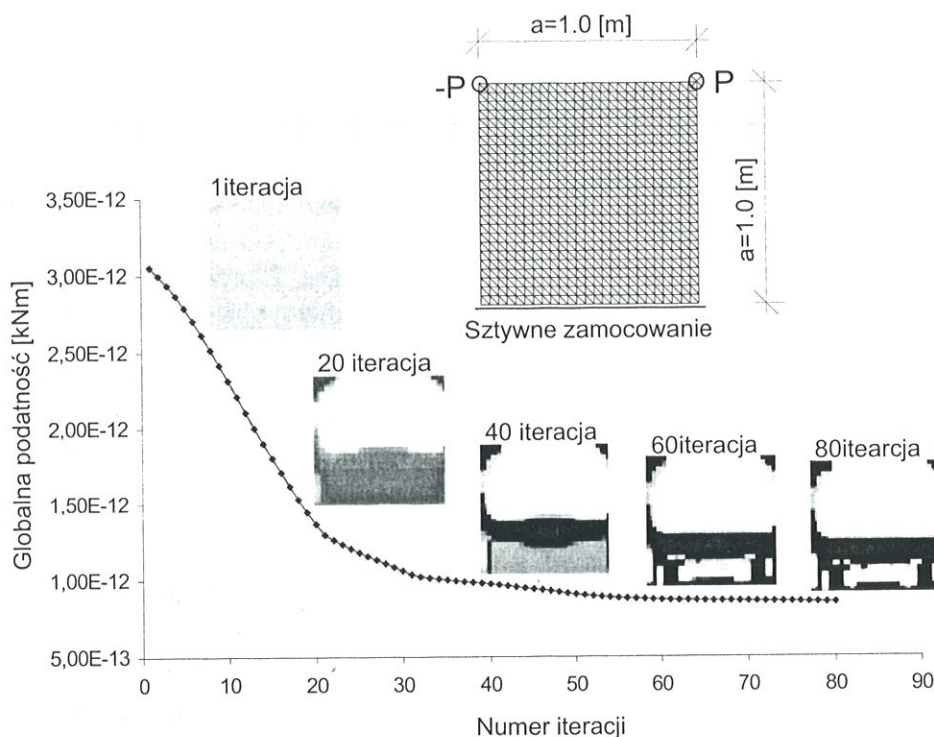 a=1.0 [m]
-P
P
a=1.0 [m]
Sztywne zamocowanie
1iteracja
20 iteracja
40 iteracja
60iteracja
80itearcja
Globalna podatność [kNm]
3,50E-12
3,00E-12
2,50E-12
2,00E-12
1,50E-12
1,00E-12
5,00E-13
0
10
20
30
40
50
60
70
80
90
Numer iteracji